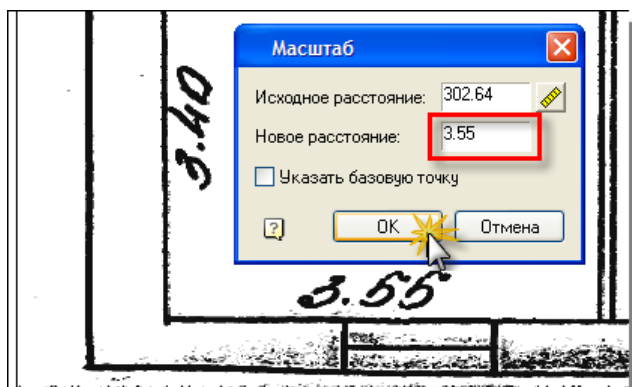 Масштаб
3.40
Исходное расстояние: 302.64
Новое расстояние: 3.55
Указать базовую точку
? OK Отмена
3.55